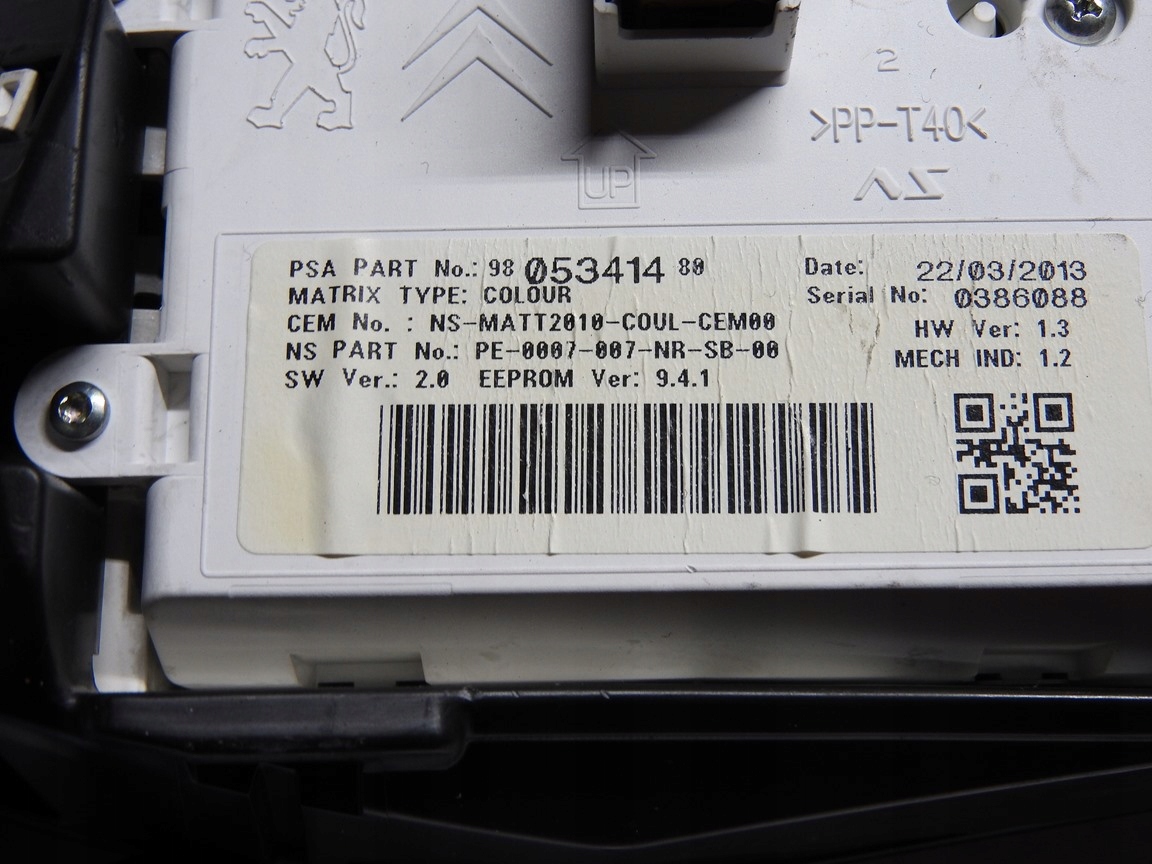 2
>PP-T40<
UP
NS
PSA PART No.: 98 053414 80
MATRIX TYPE: COLOUR
CEM No. : NS-MATT2010-COUL-CEM00
NS PART No.: PE-0007-007-NR-SB-00
SW Ver.: 2.0 EEPROM Ver: 9.4.1
Date: 22/03/2013
Serial No: 0386088
HW Ver: 1.3
MECH IND: 1.2